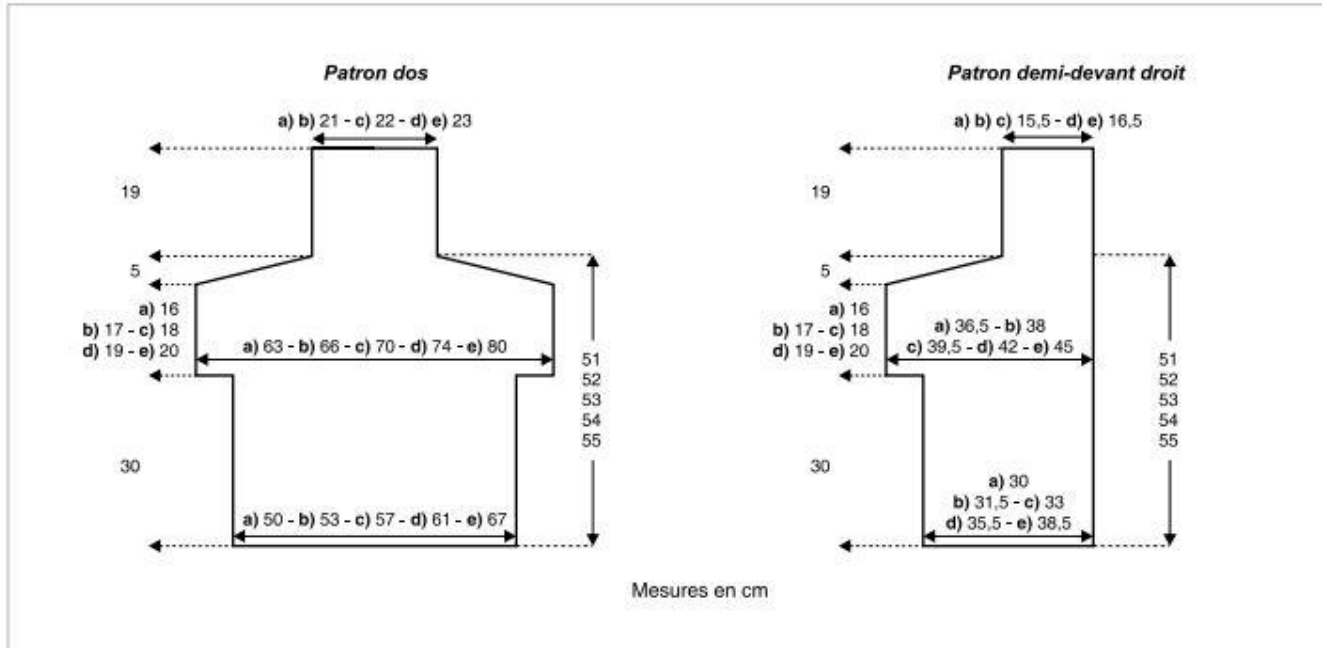 Patron dos
a) b) 21 - c) 22 - d) e) 23
19
5
a) 16
b) 17 - c) 18
d) 19 - e) 20
a) 63 - b) 66 - c) 70 - d) 74 - e) 80
51
52
53
54
55
30
a) 50 - b) 53 - c) 57 - d) 61 - e) 67
Patron demi-devant droit
a) b) c) 15,5 - d) e) 16,5
19
5
a) 16
b) 17 - c) 18
d) 19 - e) 20
a) 36,5 - b) 38
c) 39,5 - d) 42 - e) 45
51
52
53
54
55
30
a) 30
b) 31,5 - c) 33
d) 35,5 - e) 38,5
Mesures en cm